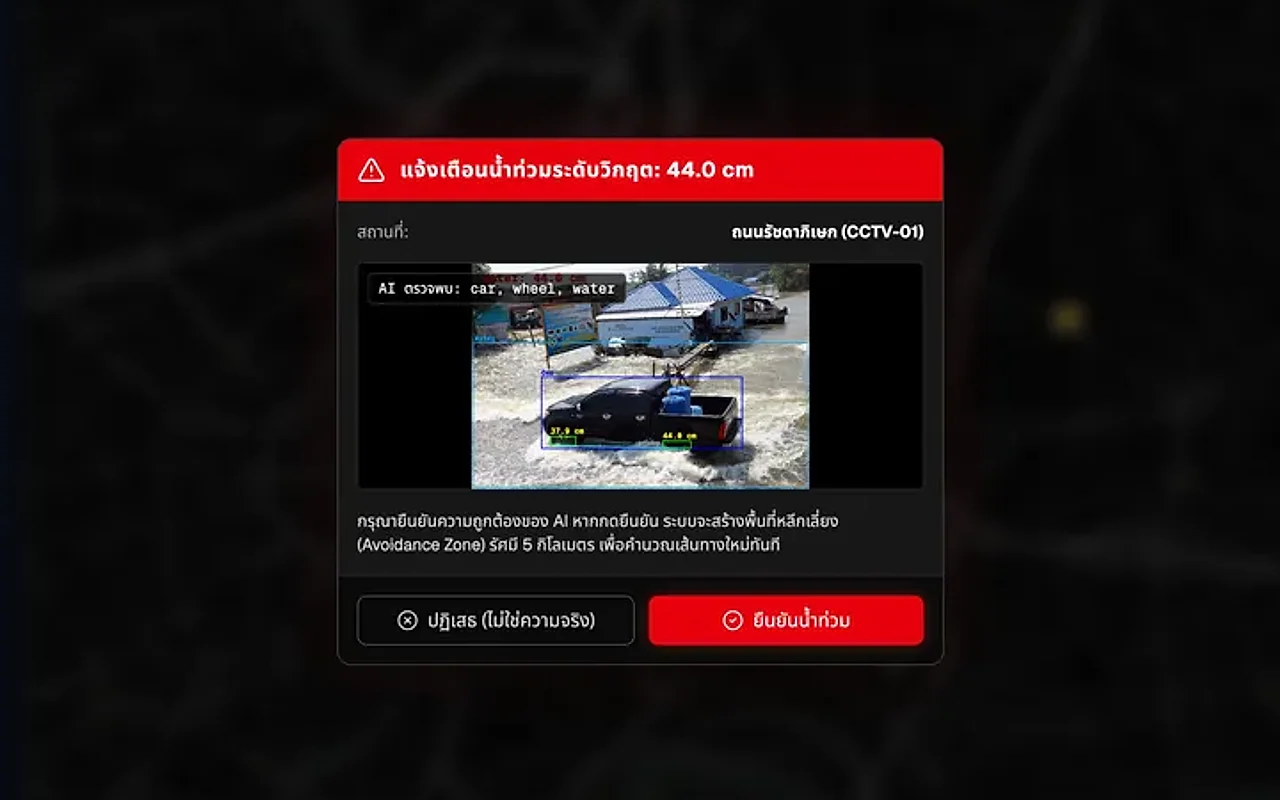 แจ้งเตือนน้ำท่วมระดับวิกฤต: 44.0 cm
สถานที่:
ถนนรัชดาภิเษก (CCTV-01)
AI ตรวจพบ: car, wheel, water
37.9 cm
44.0 cm
กรุณายืนยันความถูกต้องของ AI หากกดยืนยัน ระบบจะสร้างพื้นที่หลีกเลี่ยง
(Avoidance Zone) รัศมี 5 กิโลเมตร เพื่อคำนวณเส้นทางใหม่ทันที
ปฏิเสธ (ไม่ใช่ความจริง)
ยืนยันน้ำท่วม